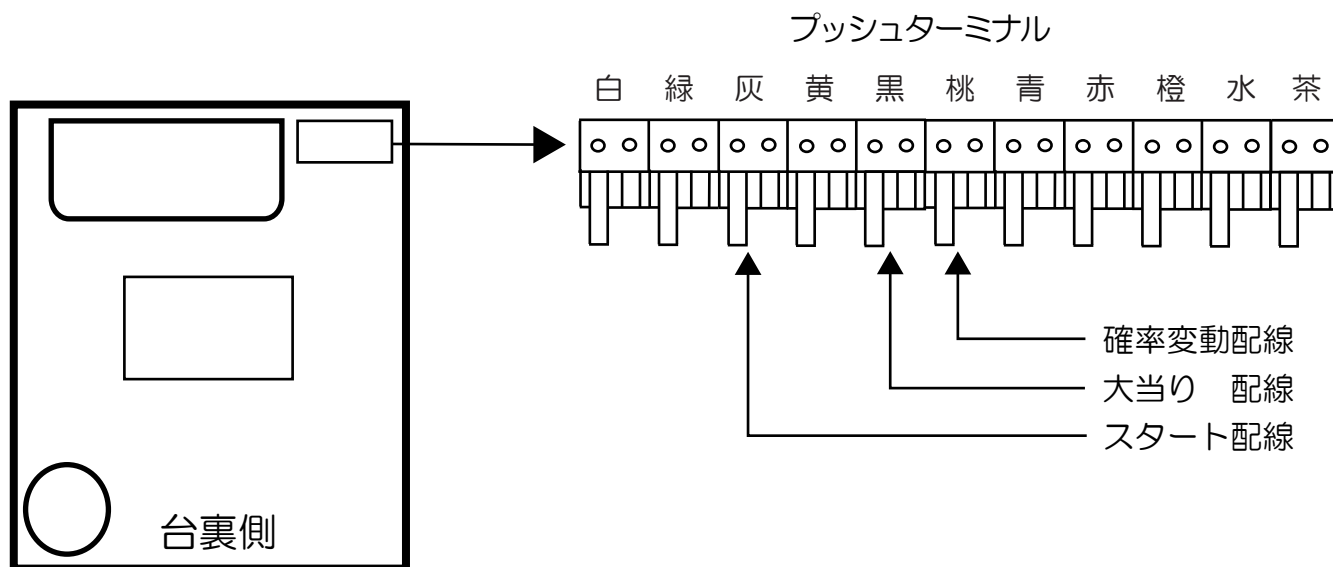 プッシュターミナル
白 緑 灰 黄 黒 桃 青 赤 橙 水 茶
確率変動配線
大当り　配線
スタート配線
台裏側